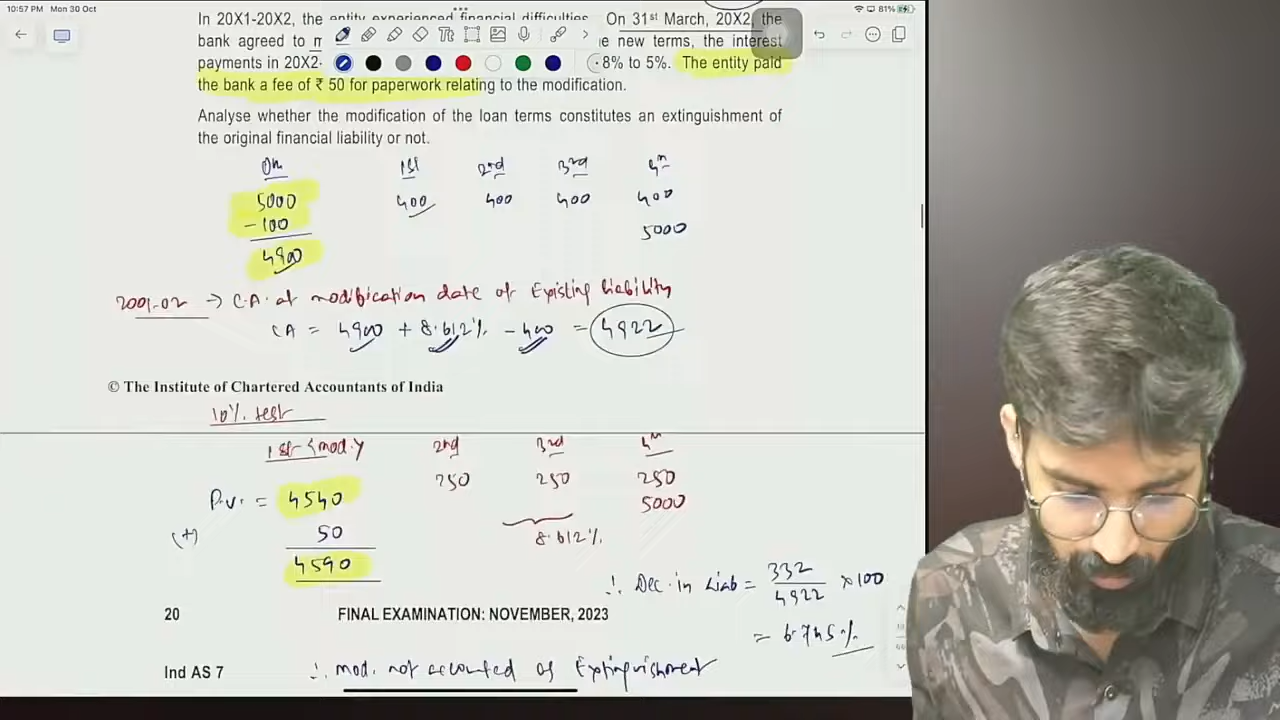 10:57 PM Mon 30 Oct 81%
In 20X1-20X2, the entity experienced financial difficulties. On 31st March, 20X2, the
bank agreed to e new terms, the interest
payments in 20X2- 8% to 5%. The entity paid
the bank a fee of ₹ 50 for paperwork relating to the modification.
Analyse whether the modification of the loan terms constitutes an extinguishment of
the original financial liability or not.
0th 1st 2nd 3rd 4th
5000 400 400 400 400
-100 5000
4900
2001-02 → C.A. at modification date of Existing liability
CA = 4900 + 8.612% - 400 = 4922
© The Institute of Chartered Accountants of India
10% test
1st {mod.y 2nd 3rd 4th
P.V. = 4540 250 250 250
5000
(+) 50 8.612%
4590
∴ Dec. in Liab = 332/4922 ×100
20 FINAL EXAMINATION: NOVEMBER, 2023
= 6.745%
Ind AS 7 ∴ mod. not accounted of Extinguishment